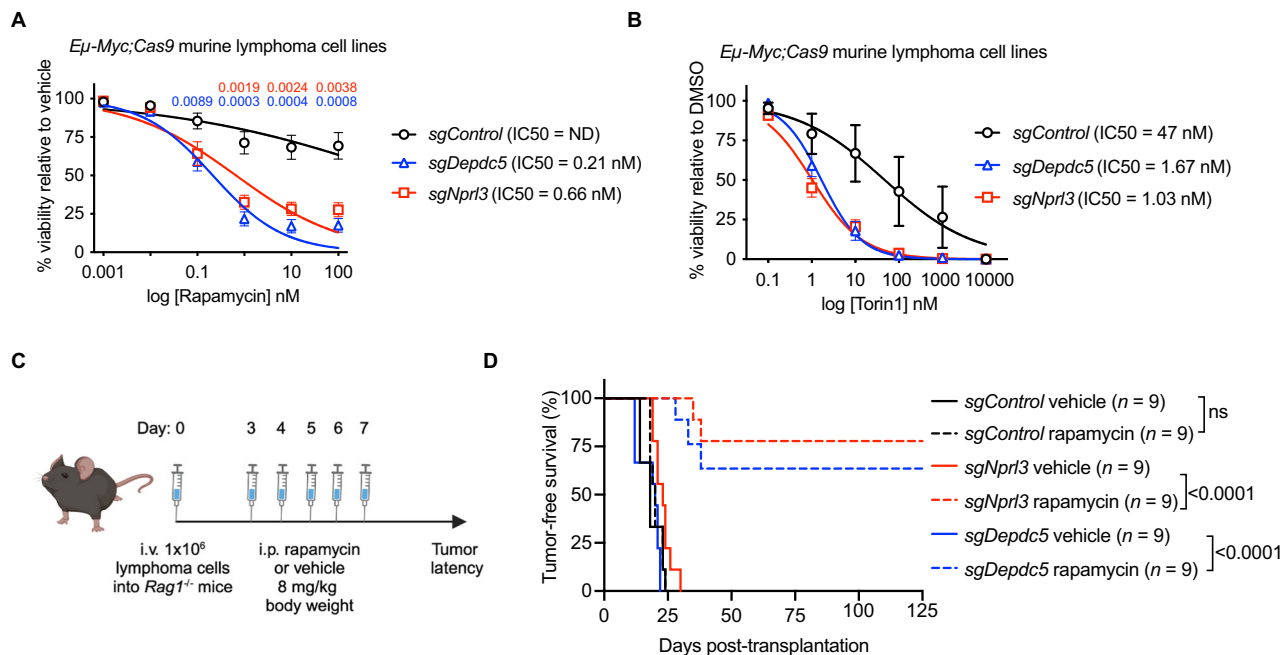 A
Eμ-Myc;Cas9 murine lymphoma cell lines
% viability relative to vehicle
100
75
50
25
0
0.0019 0.0024 0.0038
0.0089 0.0003 0.0004 0.0008
0.001 0.1 10 100
log [Rapamycin] nM
sgControl (IC50 = ND)
sgDepdc5 (IC50 = 0.21 nM)
sgNprl3 (IC50 = 0.66 nM)
B
Eμ-Myc;Cas9 murine lymphoma cell lines
% viability relative to DMSO
100
75
50
25
0
0.1 1 10 100 1000 10000
log [Torin1] nM
sgControl (IC50 = 47 nM)
sgDepdc5 (IC50 = 1.67 nM)
sgNprl3 (IC50 = 1.03 nM)
C
Day: 0 3 4 5 6 7
i.v. 1x10⁶
lymphoma cells
into Rag1⁻/⁻ mice
i.p. rapamycin
or vehicle
8 mg/kg
body weight
Tumor
latency
D
Tumor-free survival (%)
100
75
50
25
0
0 25 50 75 100 125
Days post-transplantation
sgControl vehicle (n = 9)
sgControl rapamycin (n = 9)
ns
sgNprl3 vehicle (n = 9)
sgNprl3 rapamycin (n = 9)
<0.0001
sgDepdc5 vehicle (n = 9)
sgDepdc5 rapamycin (n = 9)
<0.0001